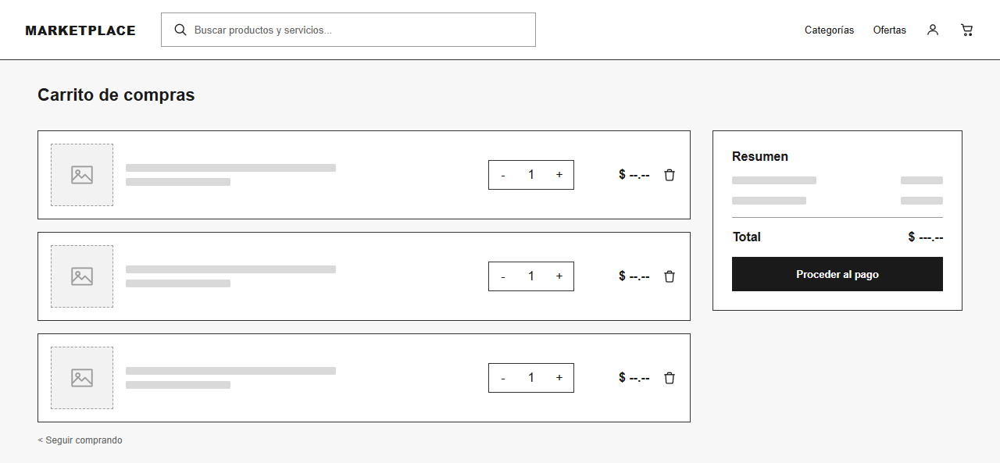 MARKETPLACE
Buscar productos y servicios...
Categorías
Ofertas
Carrito de compras
- 1 +
$ --.--
- 1 +
$ --.--
- 1 +
$ --.--
< Seguir comprando
Resumen
Total
$ ---.--
Proceder al pago